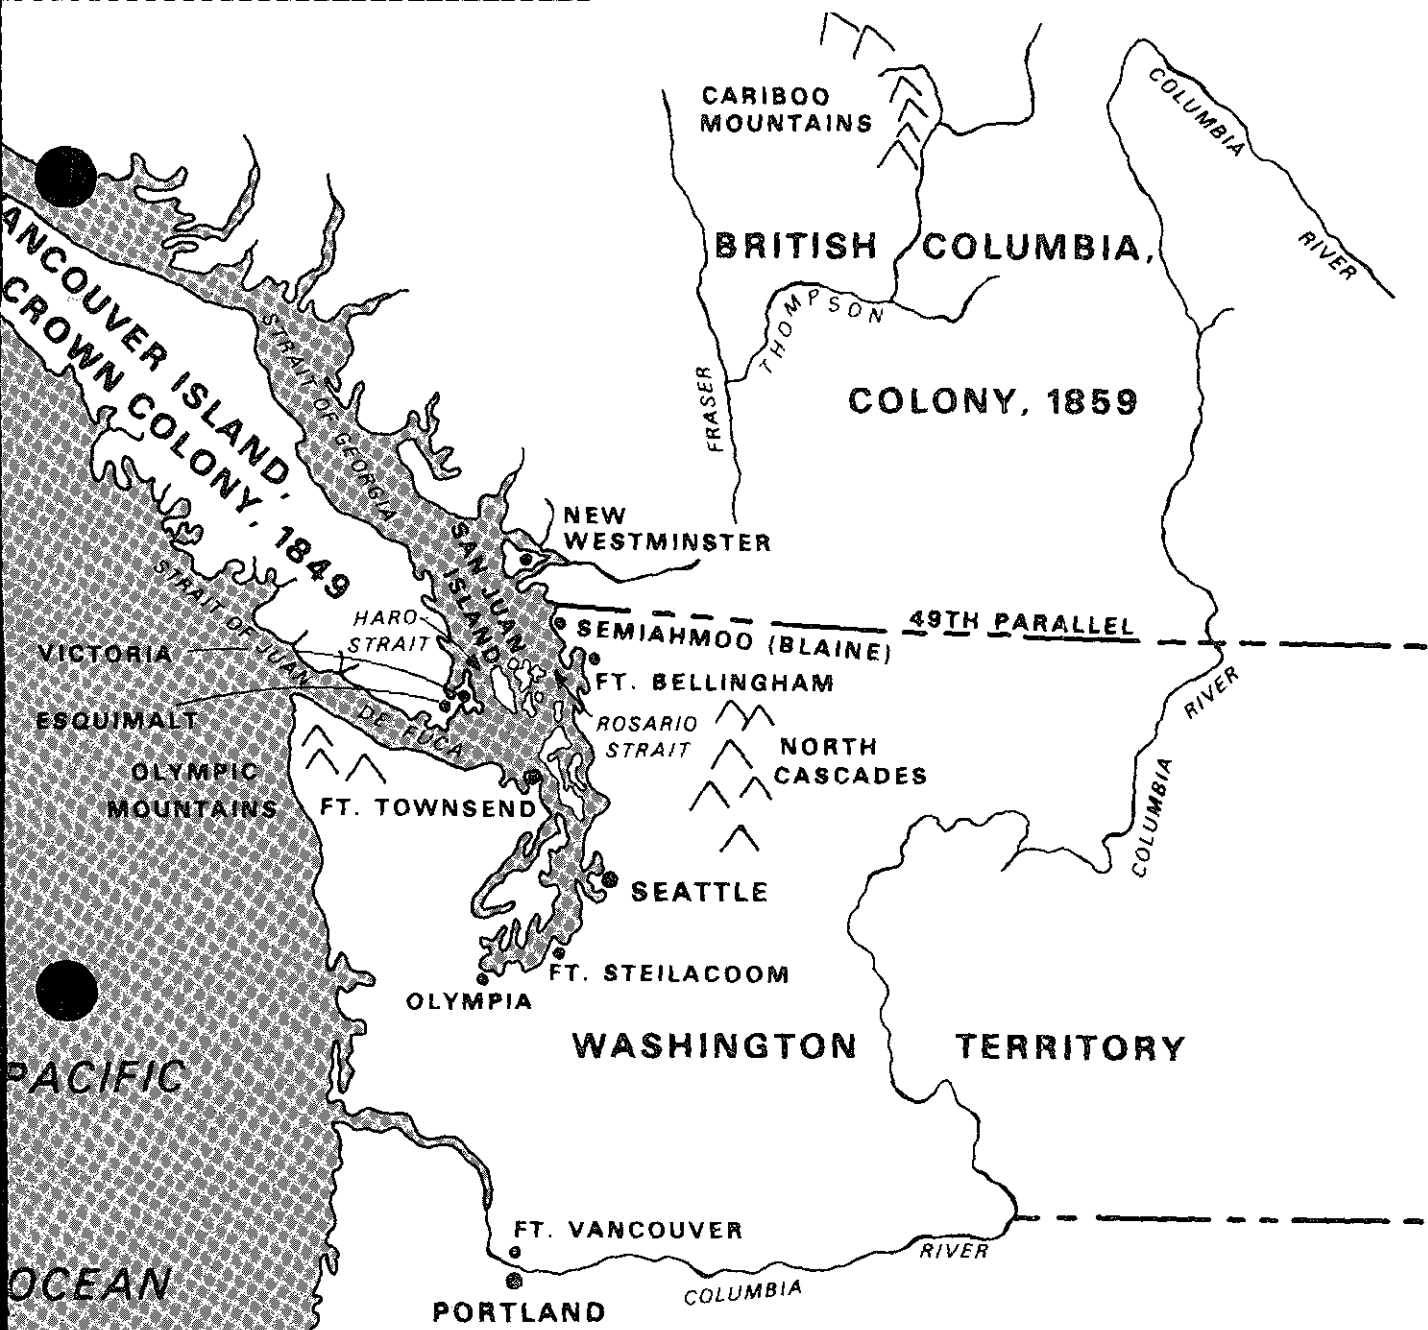 CARIBOO
MOUNTAINS
COLUMBIA
RIVER
BRITISH COLUMBIA,
THOMPSON
COLONY, 1859
FRASER
ANCOUVER ISLAND,
CROWN COLONY, 1849
STRAIT OF GEORGIA
NEW
WESTMINSTER
SAN JUAN
ISLAND
STRAIT OF JUAN
DE FUCA
HARO
STRAIT
49TH PARALLEL
SEMIAHMOO (BLAINE)
VICTORIA
FT. BELLINGHAM
RIVER
ESQUIMALT
ROSARIO
STRAIT
NORTH
CASCADES
OLYMPIC
MOUNTAINS
FT. TOWNSEND
COLUMBIA
SEATTLE
FT. STEILACOOM
OLYMPIA
WASHINGTON TERRITORY
PACIFIC
FT. VANCOUVER
RIVER
OCEAN
COLUMBIA
PORTLAND